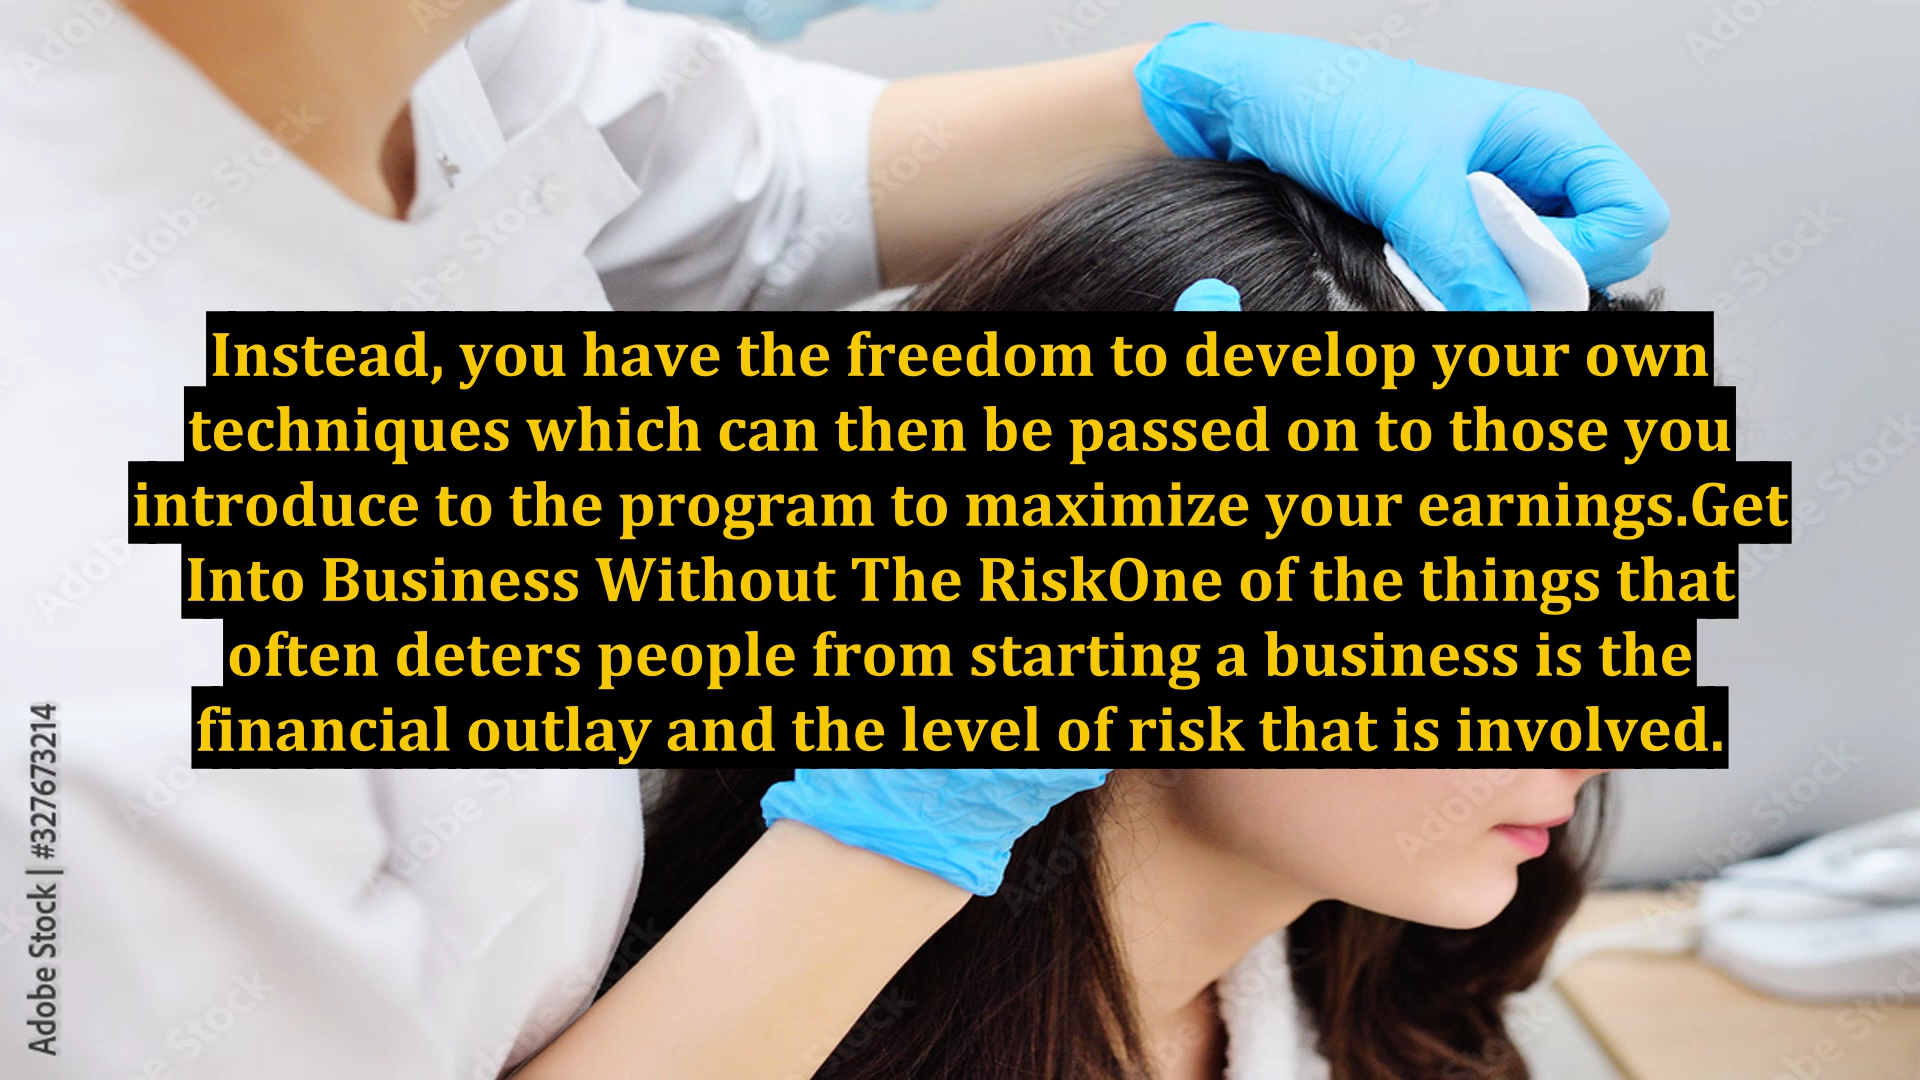 Instead, you have the freedom to develop your own
techniques which can then be passed on to those you
introduce to the program to maximize your earnings.Get
Into Business Without The RiskOne of the things that
often deters people from starting a business is the
financial outlay and the level of risk that is involved.
Adobe Stock | #327673214